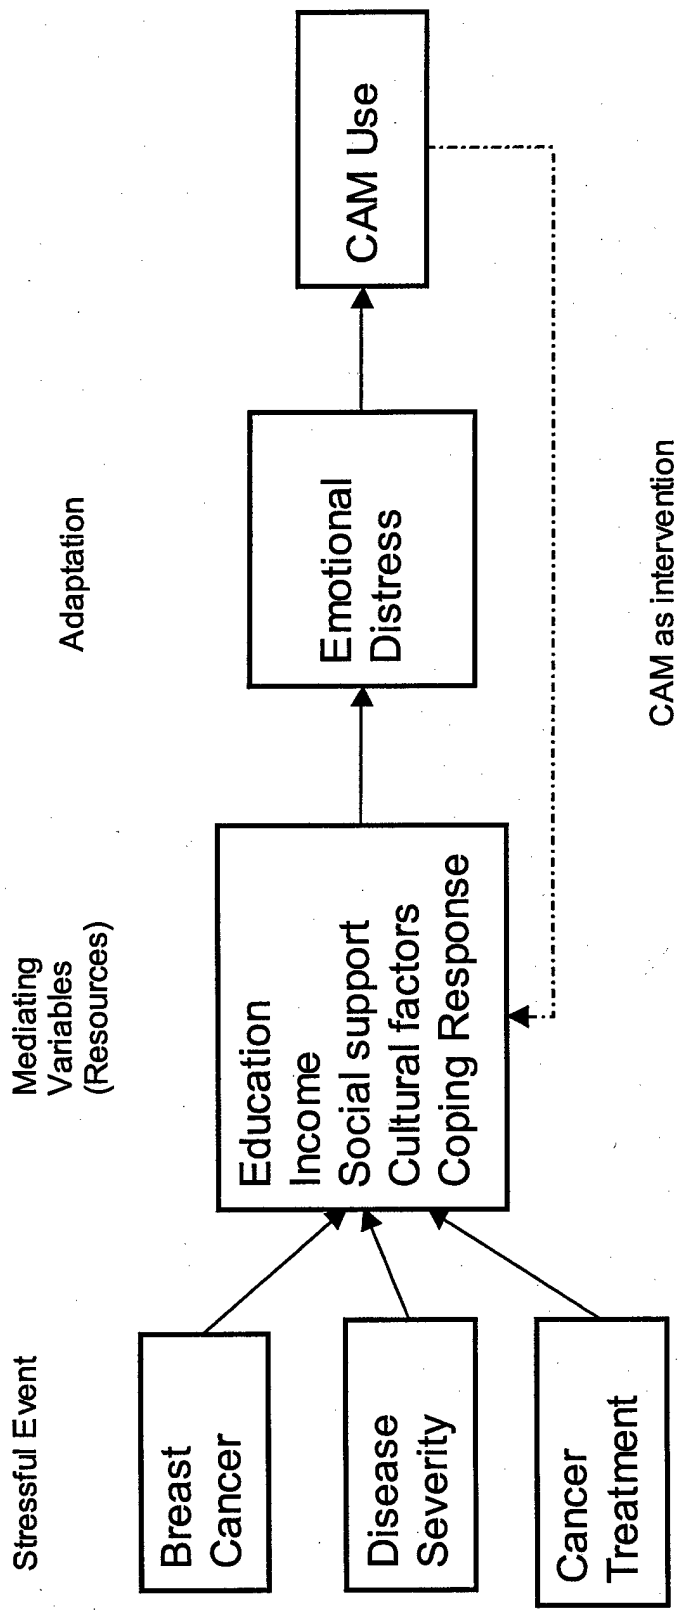 Stressful Event
Mediating
Variables
(Resources)
Adaptation
Breast
Cancer
Disease
Severity
Cancer
Treatment
Education
Income
Social support
Cultural factors
Coping Response
Emotional
Distress
CAM Use
CAM as intervention